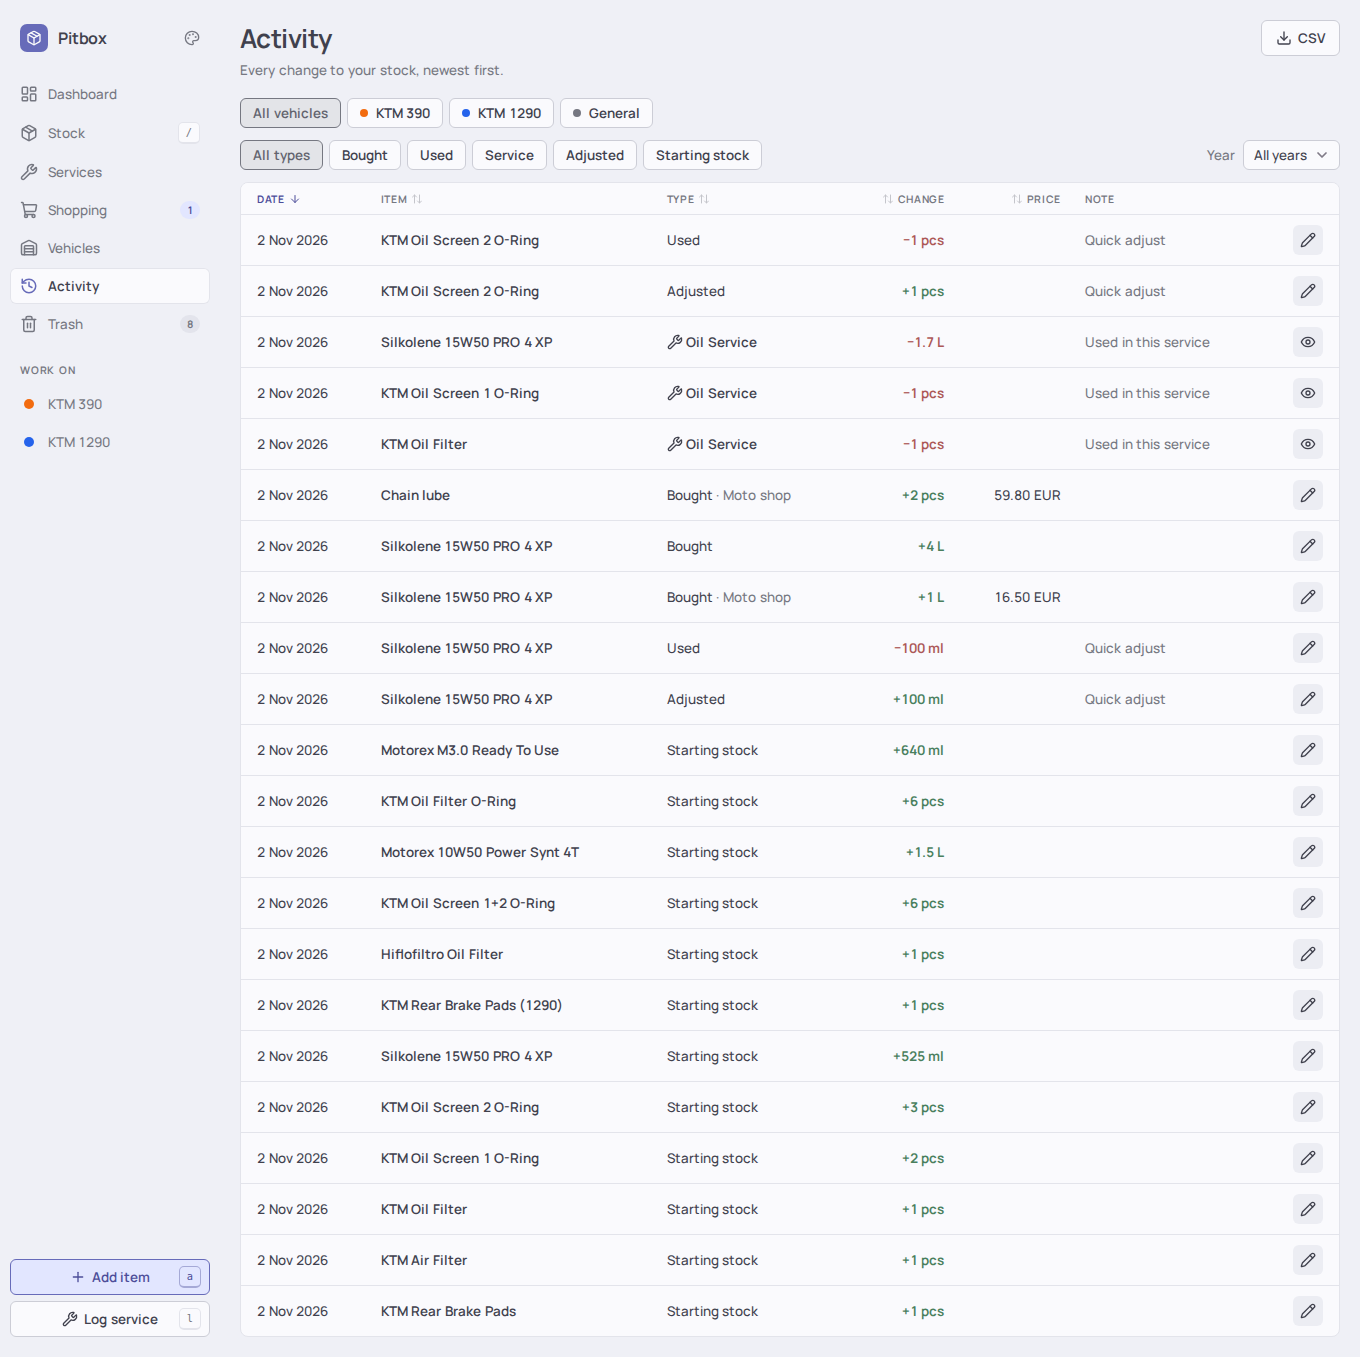 Pitbox
Dashboard
Stock /
Services
Shopping 1
Vehicles
Activity
Trash 8
WORK ON
KTM 390
KTM 1290
Add item a
Log service l
Activity
CSV
Every change to your stock, newest first.
All vehicles KTM 390 KTM 1290 General
All types Bought Used Service Adjusted Starting stock Year All years
DATE ITEM TYPE CHANGE PRICE NOTE
2 Nov 2026 KTM Oil Screen 2 O-Ring Used −1 pcs Quick adjust
2 Nov 2026 KTM Oil Screen 2 O-Ring Adjusted +1 pcs Quick adjust
2 Nov 2026 Silkolene 15W50 PRO 4 XP Oil Service −1.7 L Used in this service
2 Nov 2026 KTM Oil Screen 1 O-Ring Oil Service −1 pcs Used in this service
2 Nov 2026 KTM Oil Filter Oil Service −1 pcs Used in this service
2 Nov 2026 Chain lube Bought · Moto shop +2 pcs 59.80 EUR
2 Nov 2026 Silkolene 15W50 PRO 4 XP Bought +4 L
2 Nov 2026 Silkolene 15W50 PRO 4 XP Bought · Moto shop +1 L 16.50 EUR
2 Nov 2026 Silkolene 15W50 PRO 4 XP Used −100 ml Quick adjust
2 Nov 2026 Silkolene 15W50 PRO 4 XP Adjusted +100 ml Quick adjust
2 Nov 2026 Motorex M3.0 Ready To Use Starting stock +640 ml
2 Nov 2026 KTM Oil Filter O-Ring Starting stock +6 pcs
2 Nov 2026 Motorex 10W50 Power Synt 4T Starting stock +1.5 L
2 Nov 2026 KTM Oil Screen 1+2 O-Ring Starting stock +6 pcs
2 Nov 2026 Hiflofiltro Oil Filter Starting stock +1 pcs
2 Nov 2026 KTM Rear Brake Pads (1290) Starting stock +1 pcs
2 Nov 2026 Silkolene 15W50 PRO 4 XP Starting stock +525 ml
2 Nov 2026 KTM Oil Screen 2 O-Ring Starting stock +3 pcs
2 Nov 2026 KTM Oil Screen 1 O-Ring Starting stock +2 pcs
2 Nov 2026 KTM Oil Filter Starting stock +1 pcs
2 Nov 2026 KTM Air Filter Starting stock +1 pcs
2 Nov 2026 KTM Rear Brake Pads Starting stock +1 pcs